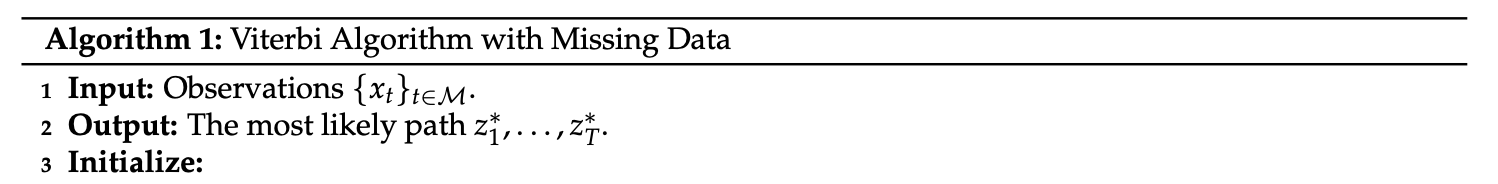 Algorithm 1: Viterbi Algorithm with Missing Data
1 Input: Observations {x_t}_{t∈ℳ}.
2 Output: The most likely path z_1^*, . . . , z_T^*.
3 Initialize: